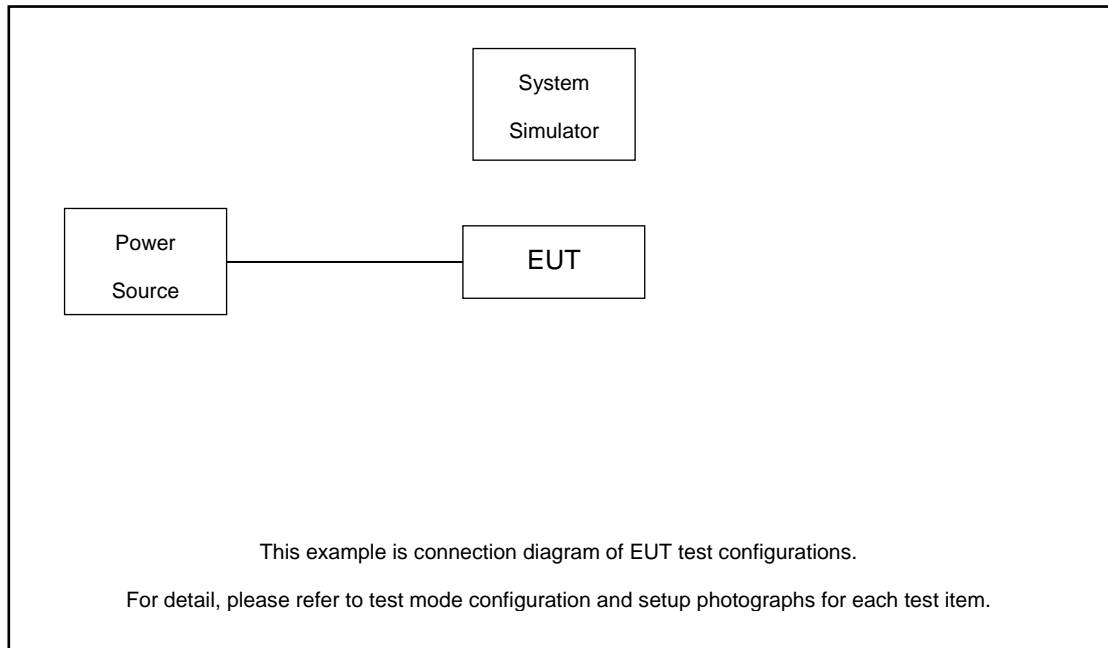 System
Simulator
Power
Source
EUT
This example is connection diagram of EUT test configurations.
For detail, please refer to test mode configuration and setup photographs for each test item.